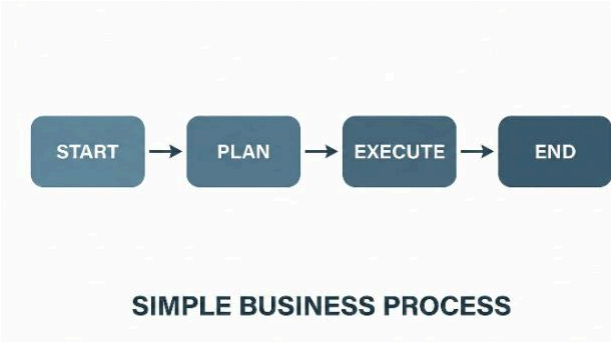 START
PLAN
EXECUTE
END
SIMPLE BUSINESS PROCESS